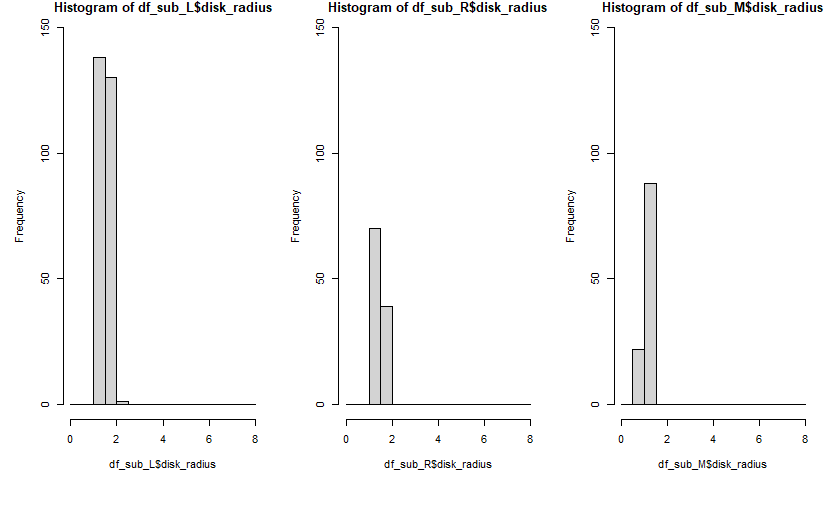 Histogram of df_sub_L$disk_radius
150
100
50
0
Frequency
0 2 4 6 8
df_sub_L$disk_radius
Histogram of df_sub_R$disk_radius
150
100
50
0
Frequency
0 2 4 6 8
df_sub_R$disk_radius
Histogram of df_sub_M$disk_radius
150
100
50
0
Frequency
0 2 4 6 8
df_sub_M$disk_radius